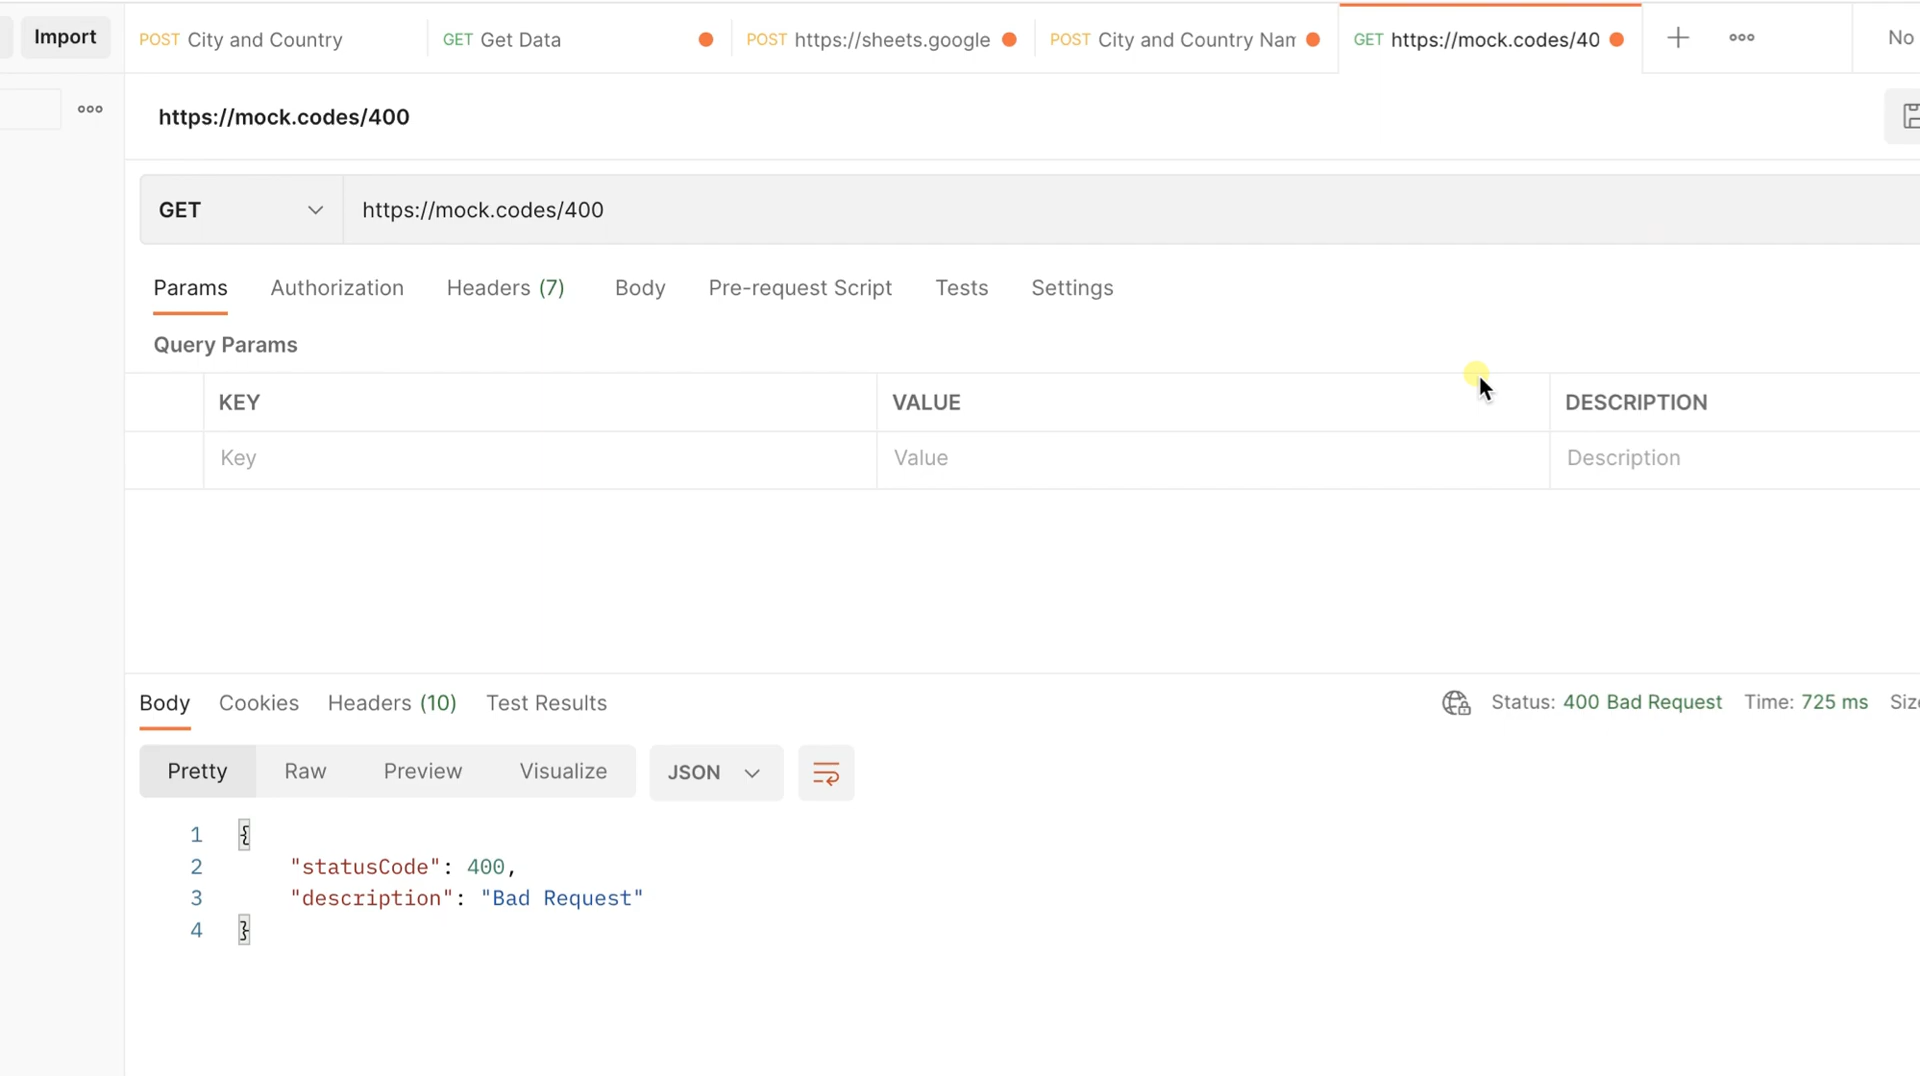 Import
POST City and Country
GET Get Data
POST https://sheets.google
POST City and Country Nam
GET https://mock.codes/40
No
https://mock.codes/400
GET
https://mock.codes/400
Params
Authorization
Headers (7)
Body
Pre-request Script
Tests
Settings
Query Params
KEY
VALUE
DESCRIPTION
Key
Value
Description
Body
Cookies
Headers (10)
Test Results
Status: 400 Bad Request
Time: 725 ms
Size
Pretty
Raw
Preview
Visualize
JSON
1 {
2 "statusCode": 400,
3 "description": "Bad Request"
4 }